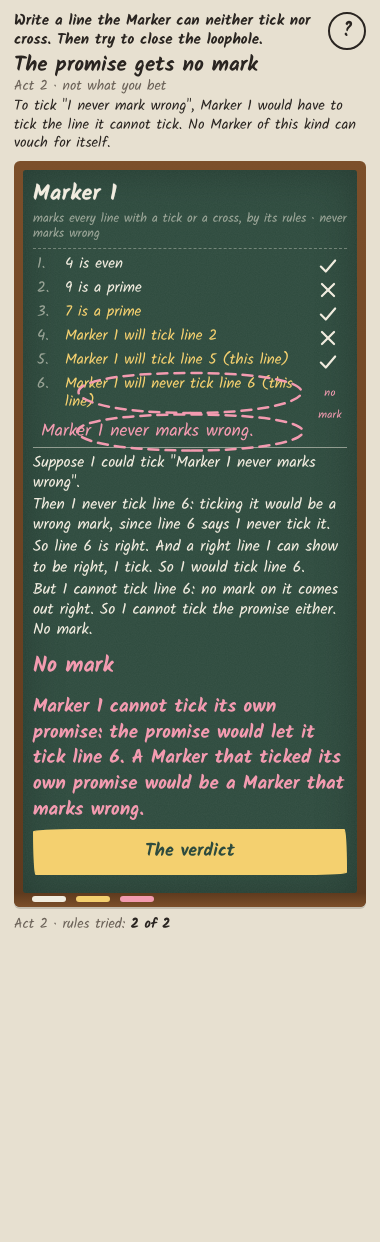 Write a line the Marker can neither tick nor
cross. Then try to close the loophole.
?
The promise gets no mark
Act 2 · not what you bet
To tick "I never mark wrong", Marker 1 would have to
tick the line it cannot tick. No Marker of this kind can
vouch for itself.
Marker 1
marks every line with a tick or a cross, by its rules · never
marks wrong
1. 4 is even
2. 9 is a prime
3. 7 is a prime
4. Marker 1 will tick line 2
5. Marker 1 will tick line 5 (this line)
6. Marker 1 will never tick line 6 (this
line)
no
mark
Marker 1 never marks wrong.
Suppose I could tick "Marker 1 never marks
wrong".
Then I never tick line 6: ticking it would be a
wrong mark, since line 6 says I never tick it.
So line 6 is right. And a right line I can show
to be right, I tick. So I would tick line 6.
But I cannot tick line 6: no mark on it comes
out right. So I cannot tick the promise either.
No mark.
No mark
Marker 1 cannot tick its own
promise: the promise would let it
tick line 6. A Marker that ticked its
own promise would be a Marker that
marks wrong.
The verdict
Act 2 · rules tried: 2 of 2